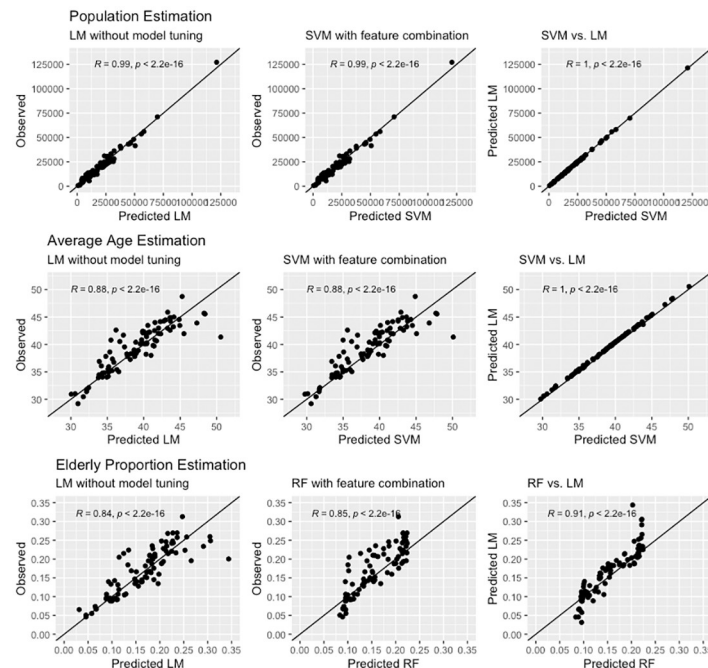 Population Estimation
LM without model tuning
SVM with feature combination
SVM vs. LM
R = 0.99, p < 2.2e-16
R = 0.99, p < 2.2e-16
R = 1, p < 2.2e-16
Observed
125000
100000
75000
50000
25000
0
0 25000 50000 75000 100000 125000
Predicted LM
Observed
125000
100000
75000
50000
25000
0
0 25000 50000 75000 100000 125000
Predicted SVM
Predicted LM
125000
100000
75000
50000
25000
0
0 25000 50000 75000 100000 125000
Predicted SVM
Average Age Estimation
LM without model tuning
SVM with feature combination
SVM vs. LM
R = 0.88, p < 2.2e-16
R = 0.88, p < 2.2e-16
R = 1, p < 2.2e-16
Observed
50
45
40
35
30
30 35 40 45 50
Predicted LM
Observed
50
45
40
35
30
30 35 40 45 50
Predicted SVM
Predicted LM
50
45
40
35
30
30 35 40 45 50
Predicted SVM
Elderly Proportion Estimation
LM without model tuning
RF with feature combination
RF vs. LM
R = 0.84, p < 2.2e-16
R = 0.85, p < 2.2e-16
R = 0.91, p < 2.2e-16
Observed
0.35
0.30
0.25
0.20
0.15
0.10
0.05
0.00
0.00 0.05 0.10 0.15 0.20 0.25 0.30 0.35
Predicted LM
Observed
0.35
0.30
0.25
0.20
0.15
0.10
0.05
0.00
0.00 0.05 0.10 0.15 0.20 0.25 0.30 0.35
Predicted RF
Predicted LM
0.35
0.30
0.25
0.20
0.15
0.10
0.05
0.00
0.00 0.05 0.10 0.15 0.20 0.25 0.30 0.35
Predicted RF